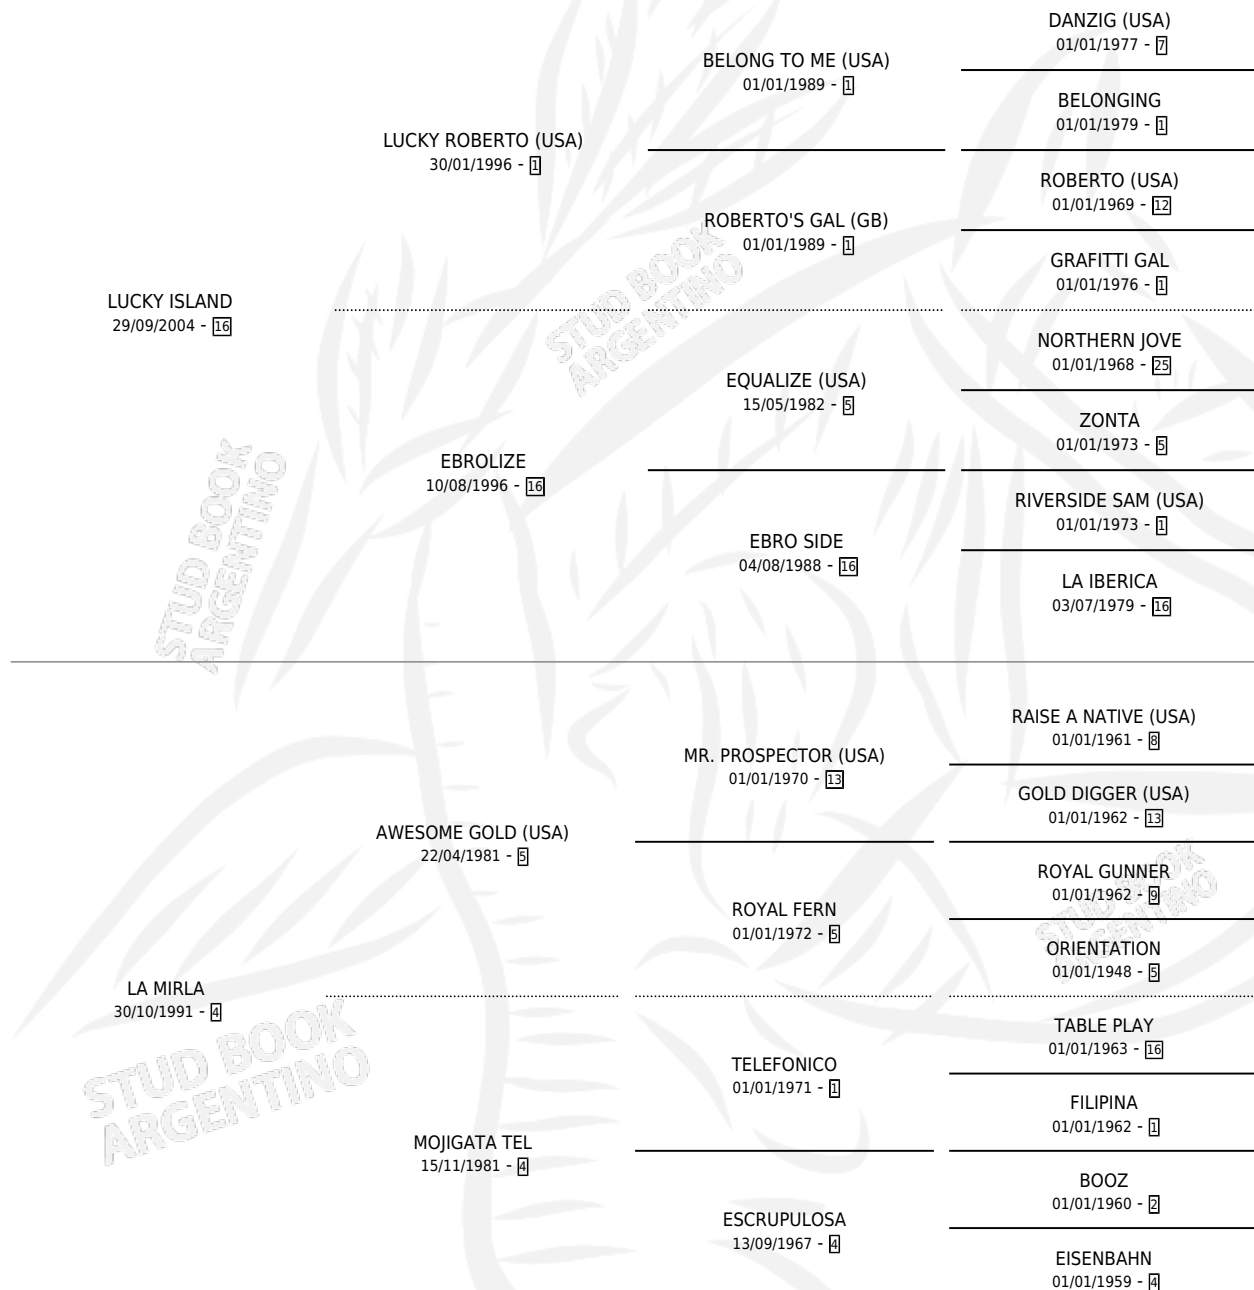 DANZIG (USA)
01/01/1977 - 7
BELONG TO ME (USA)
01/01/1989 - 1
BELONGING
01/01/1979 - 1
LUCKY ROBERTO (USA)
30/01/1996 - 1
ROBERTO (USA)
01/01/1969 - 12
ROBERTO'S GAL (GB)
01/01/1989 - 1
GRAFITTI GAL
01/01/1976 - 1
LUCKY ISLAND
29/09/2004 - 16
NORTHERN JOVE
01/01/1968 - 25
EQUALIZE (USA)
15/05/1982 - 5
ZONTA
01/01/1973 - 5
EBROLIZE
10/08/1996 - 16
RIVERSIDE SAM (USA)
01/01/1973 - 1
EBRO SIDE
04/08/1988 - 16
LA IBERICA
03/07/1979 - 16
STUD BOOK
ARGENTINO
STUD BOOK
ARGENTINO
RAISE A NATIVE (USA)
01/01/1961 - 8
MR. PROSPECTOR (USA)
01/01/1970 - 13
GOLD DIGGER (USA)
01/01/1962 - 13
AWESOME GOLD (USA)
22/04/1981 - 5
ROYAL GUNNER
01/01/1962 - 9
ROYAL FERN
01/01/1972 - 5
ORIENTATION
01/01/1948 - 5
LA MIRLA
30/10/1991 - 4
TABLE PLAY
01/01/1963 - 16
TELEFONICO
01/01/1971 - 1
FILIPINA
01/01/1962 - 1
MOJIGATA TEL
15/11/1981 - 4
BOOZ
01/01/1960 - 2
ESCRUPULOSA
13/09/1967 - 4
EISENBAHN
01/01/1959 - 4
STUD BOOK
ARGENTINO
STUD BOOK
ARGENTINO